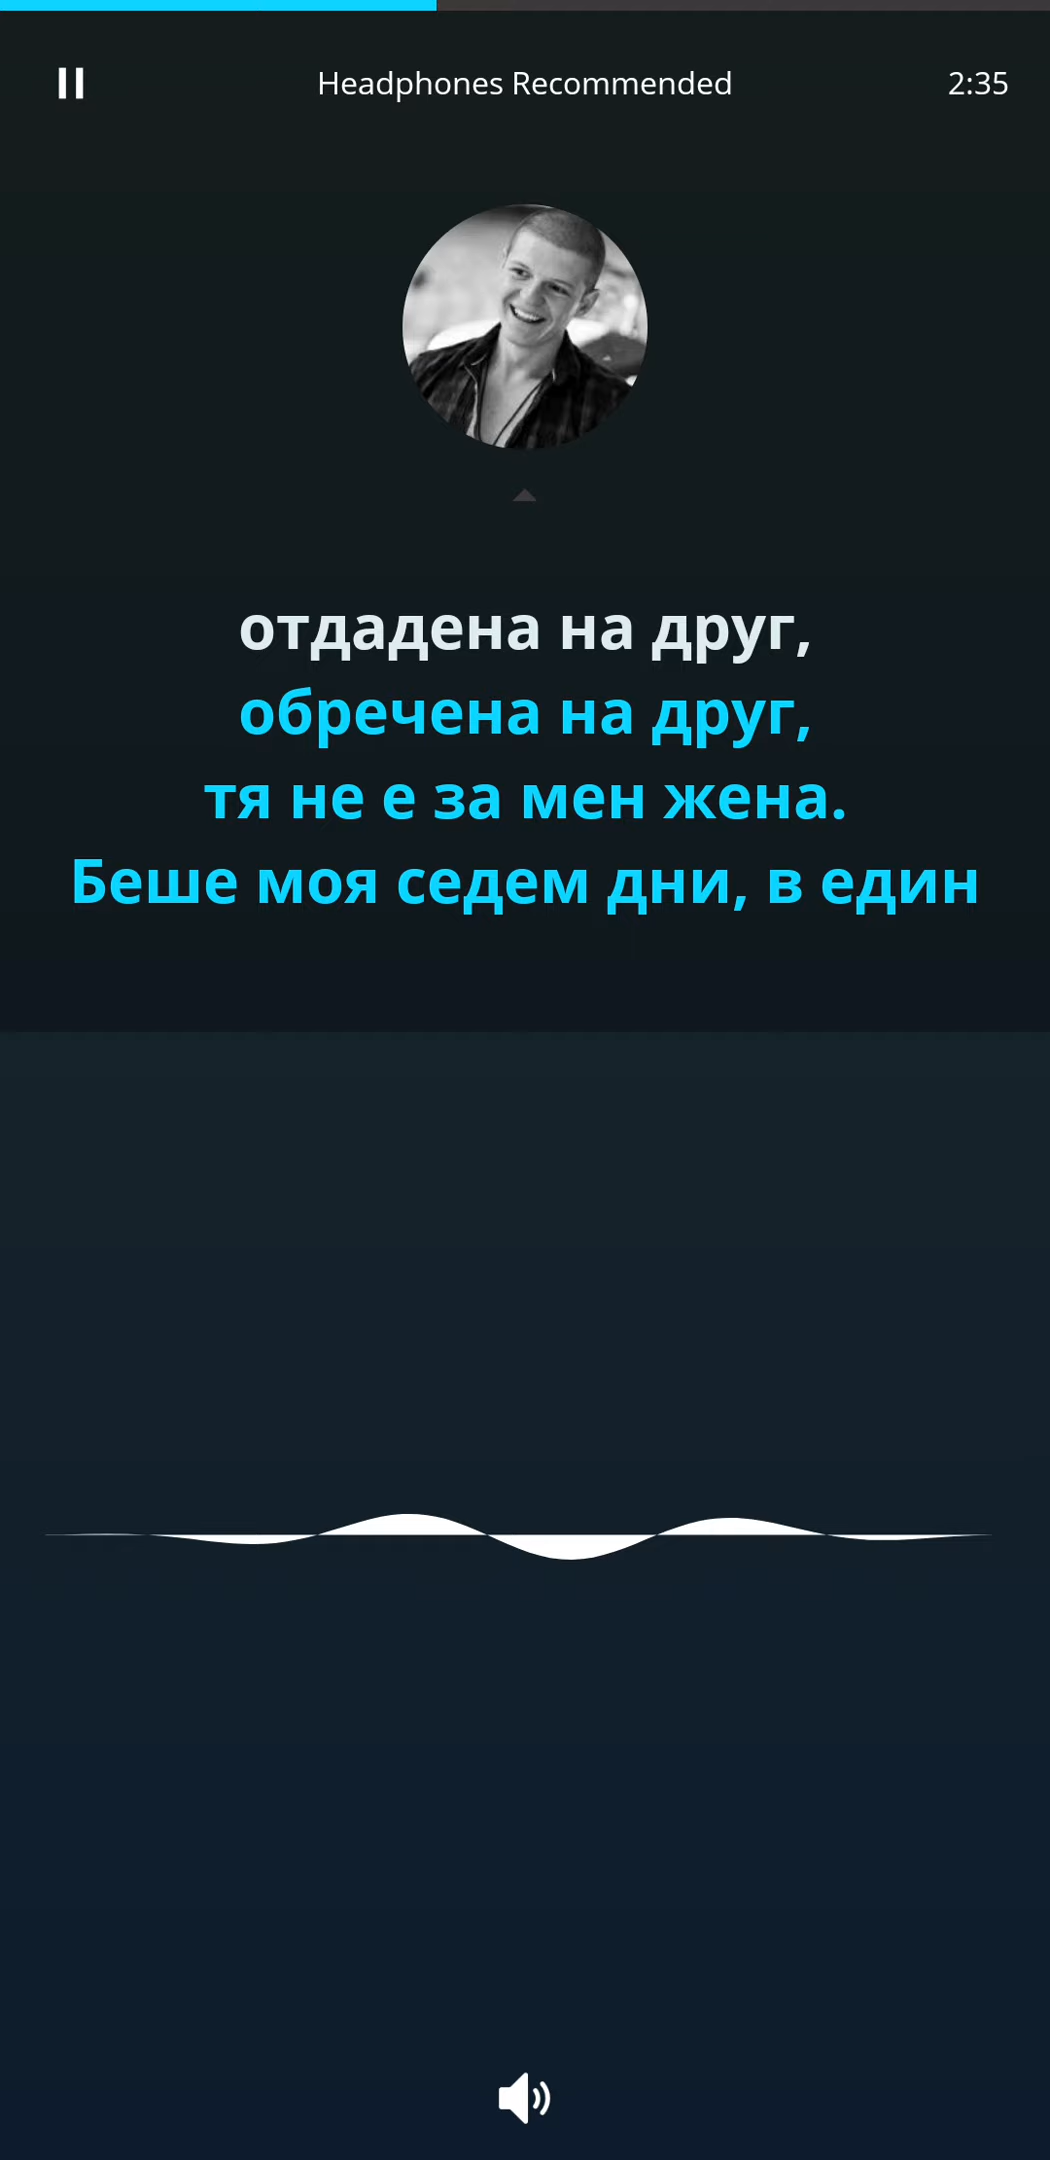 Headphones Recommended
2:35
отдадена на друг,
обречена на друг,
тя не е за мен жена.
Беше моя седем дни, в един